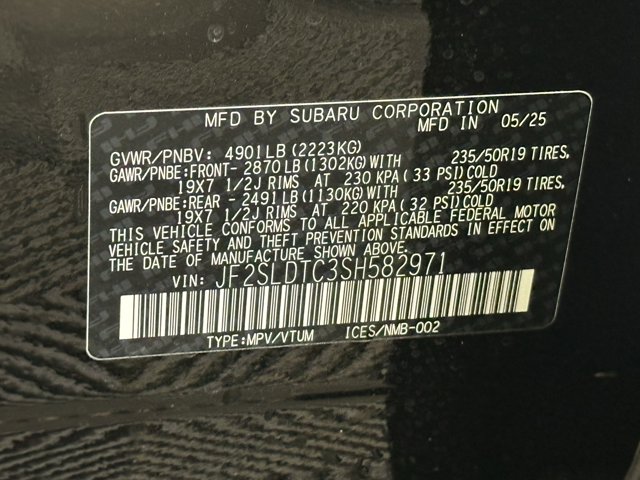 MFD BY SUBARU CORPORATION
MFD IN 05/25
GVWR/PNBV: 4901LB(2223KG)
GAWR/PNBE:FRONT- 2870LB(1302KG)WITH 235/50R19 TIRES,
19X7 1/2J RIMS AT 230 KPA(33 PSI)COLD
GAWR/PNBE:REAR - 2491LB(1130KG)WITH 235/50R19 TIRES,
19X7 1/2J RIMS AT 220 KPA(32 PSI)COLD
THIS VEHICLE CONFORMS TO ALL APPLICABLE FEDERAL MOTOR
VEHICLE SAFETY AND THEFT PREVENTION STANDARDS IN EFFECT ON
THE DATE OF MANUFACTURE SHOWN ABOVE.
VIN: JF2SLDTC3SH582971
TYPE:MPV/VTUM ICES/NMB-002